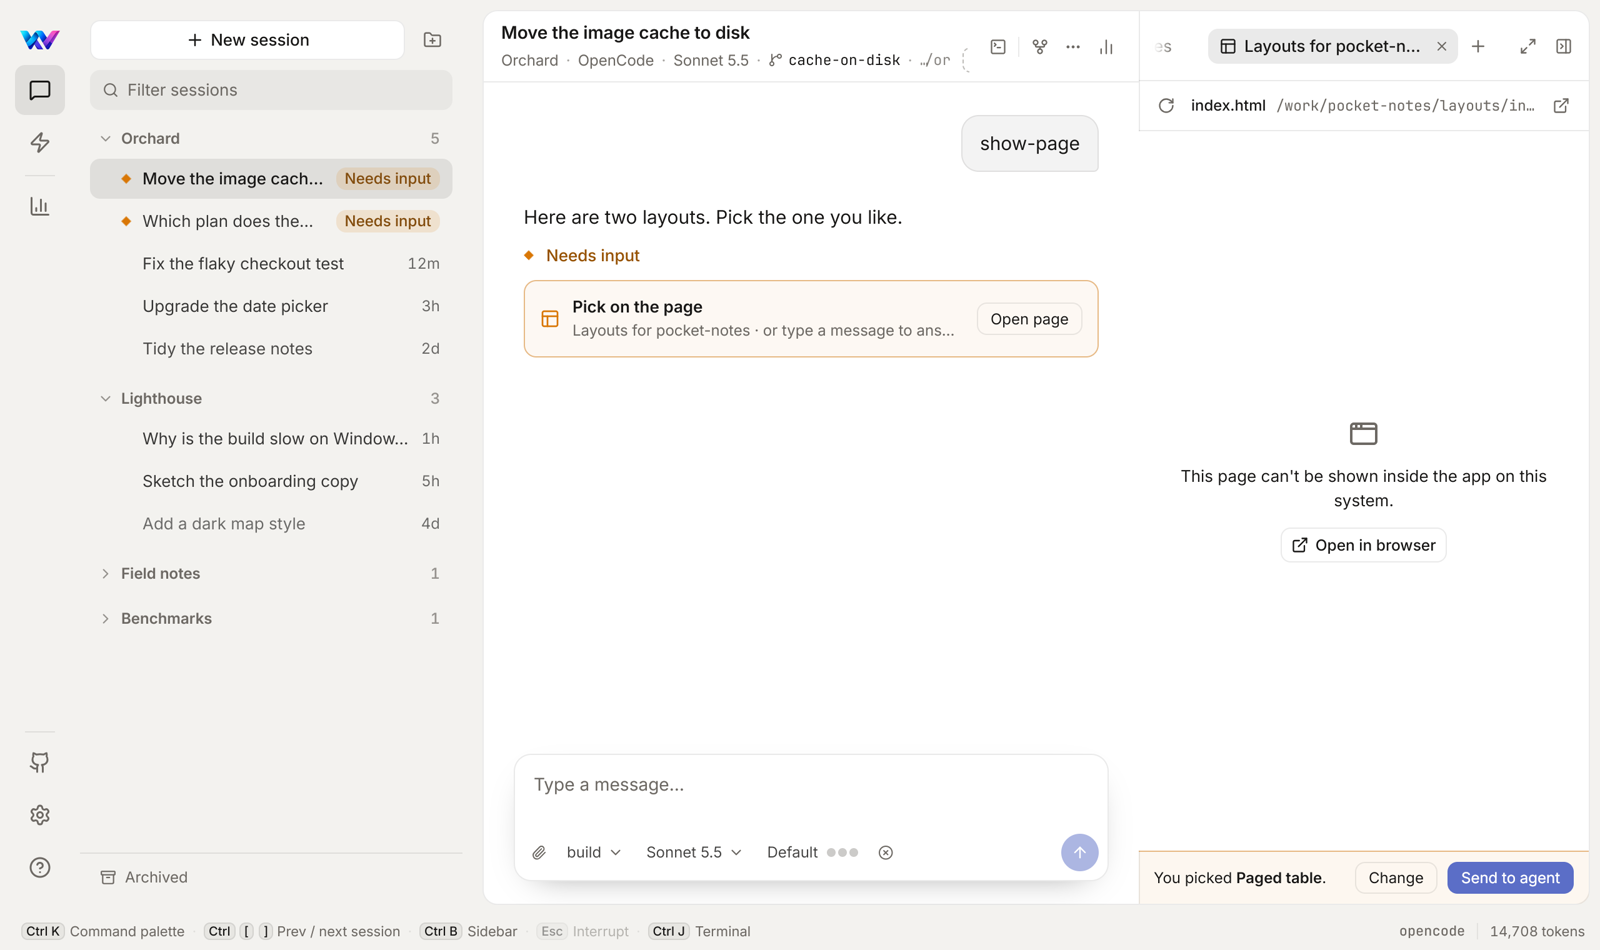 New session
Filter sessions
Orchard 5
Move the image cach... Needs input
Which plan does the... Needs input
Fix the flaky checkout test 12m
Upgrade the date picker 3h
Tidy the release notes 2d
Lighthouse 3
Why is the build slow on Window... 1h
Sketch the onboarding copy 5h
Add a dark map style 4d
Field notes 1
Benchmarks 1
Archived
Move the image cache to disk
Orchard · OpenCode · Sonnet 5.5 · cache-on-disk · ../or
show-page
Here are two layouts. Pick the one you like.
Needs input
Pick on the page
Layouts for pocket-notes · or type a message to ans...
Open page
Type a message...
build Sonnet 5.5 Default
es Layouts for pocket-n...
index.html /work/pocket-notes/layouts/in...
This page can't be shown inside the app on this
system.
Open in browser
You picked Paged table. Change Send to agent
Ctrl K Command palette · Ctrl [ ] Prev / next session · Ctrl B Sidebar · Esc Interrupt · Ctrl J Terminal
opencode 14,708 tokens